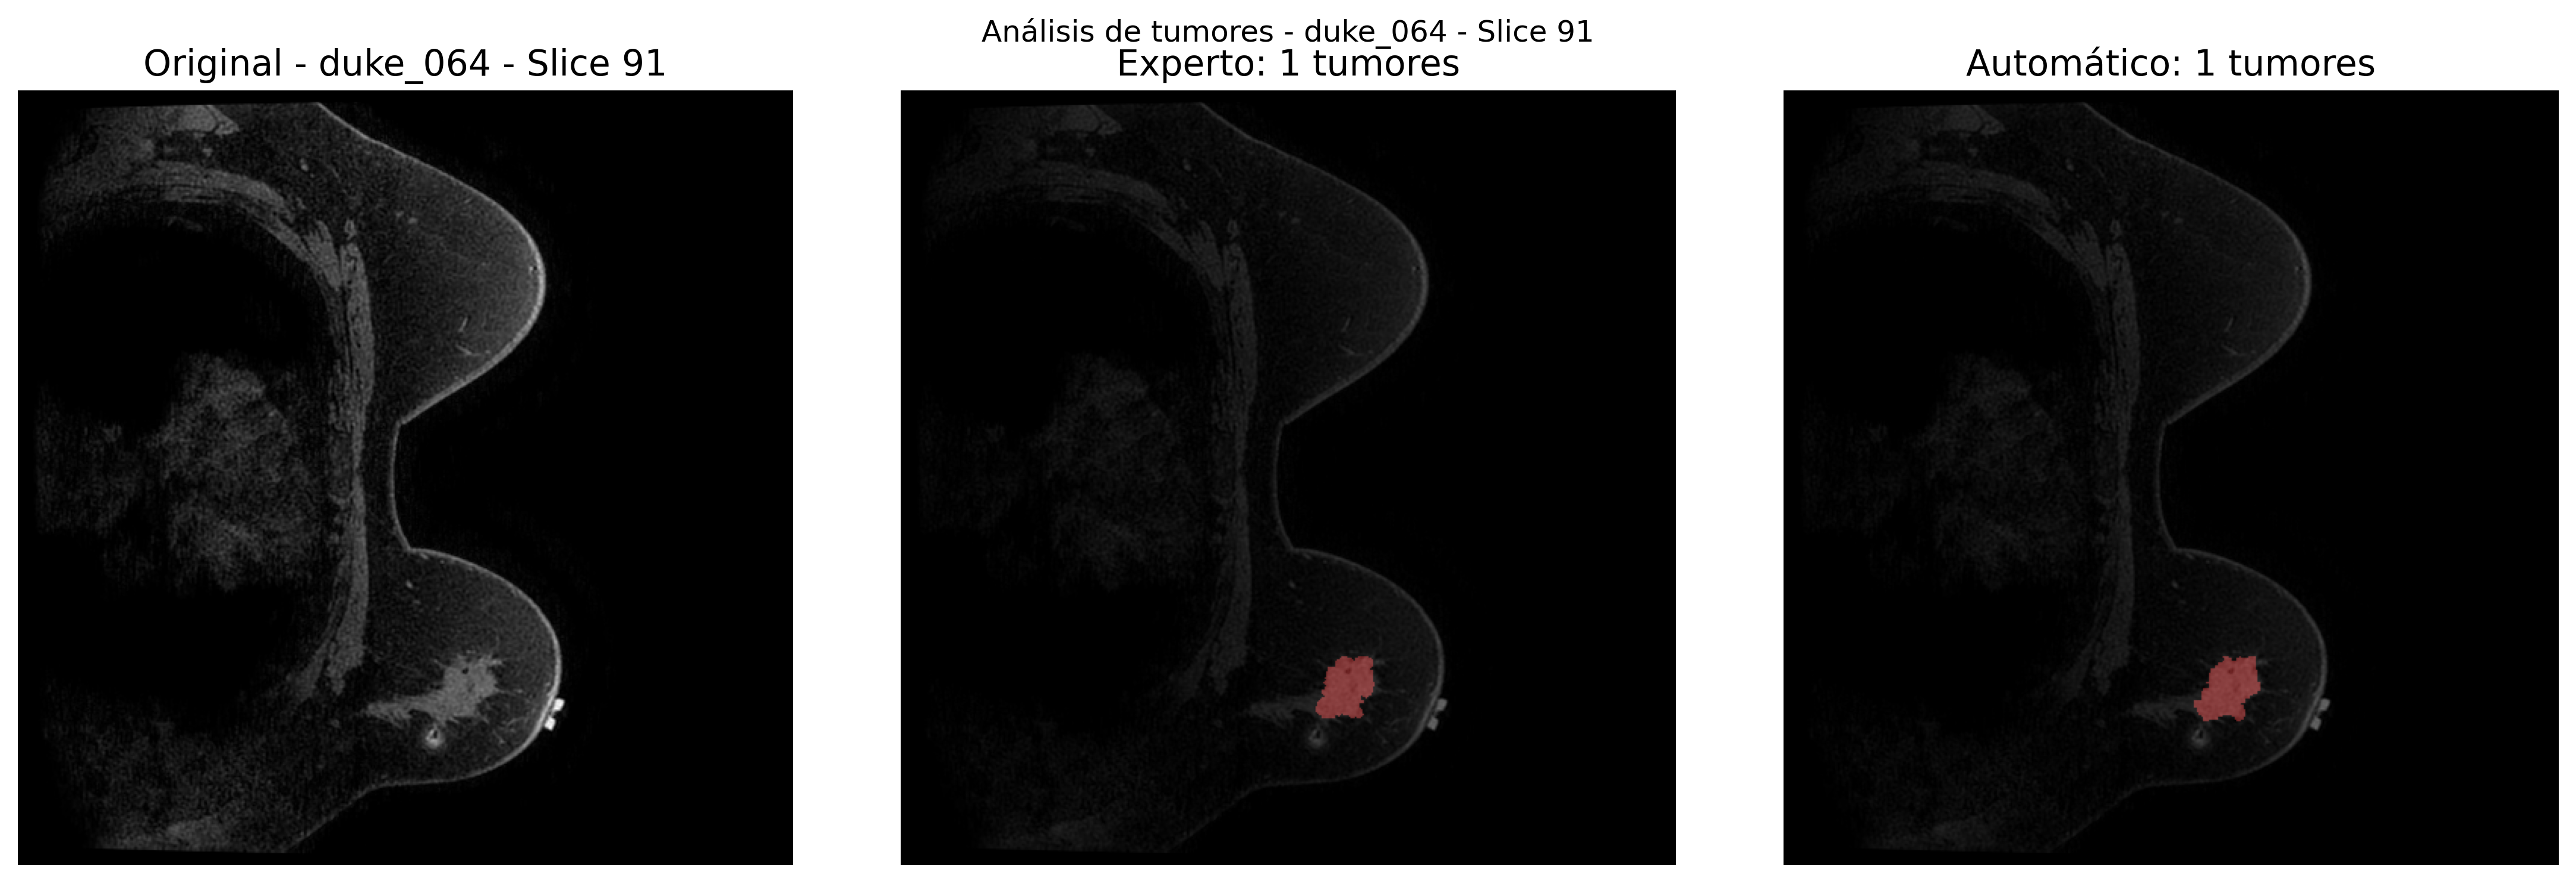 Análisis de tumores - duke_064 - Slice 91
Original - duke_064 - Slice 91
Experto: 1 tumores
Automático: 1 tumores